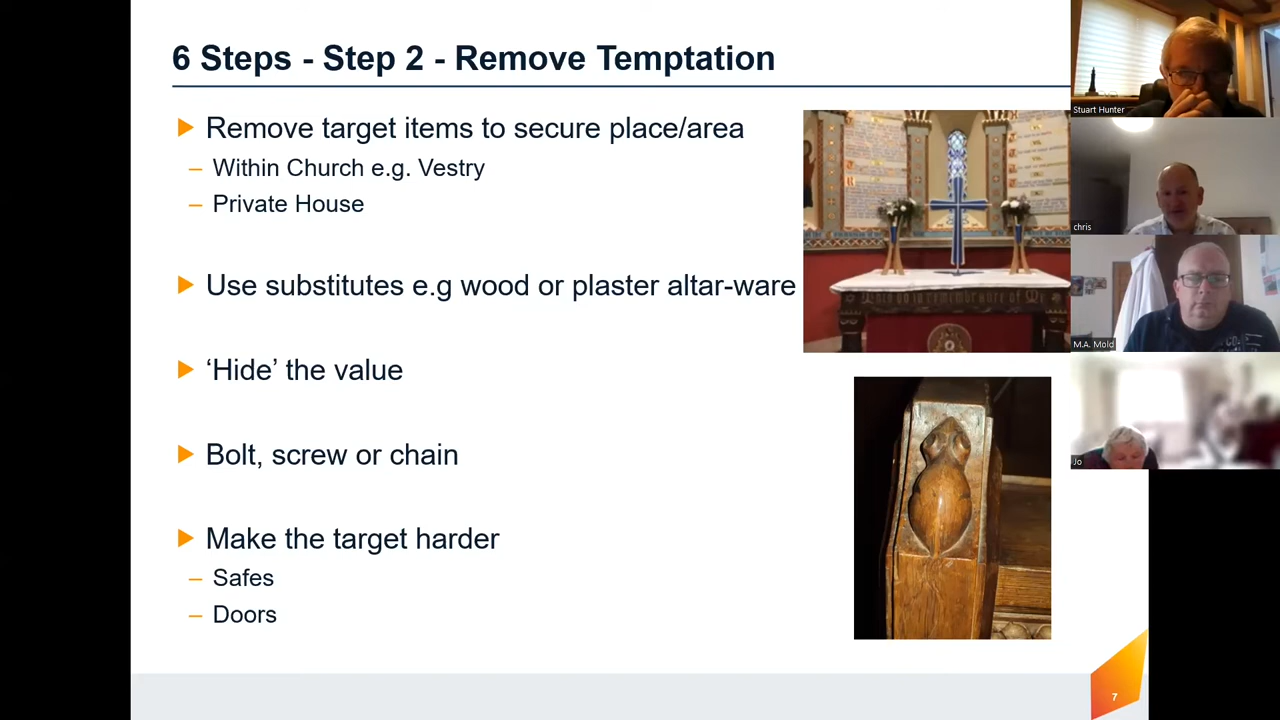 6 Steps - Step 2 - Remove Temptation
Remove target items to secure place/area
– Within Church e.g. Vestry
– Private House
Use substitutes e.g wood or plaster altar-ware
‘Hide’ the value
Bolt, screw or chain
Make the target harder
– Safes
– Doors
7
Stuart Hunter
chris
M.A. Mold
Jo